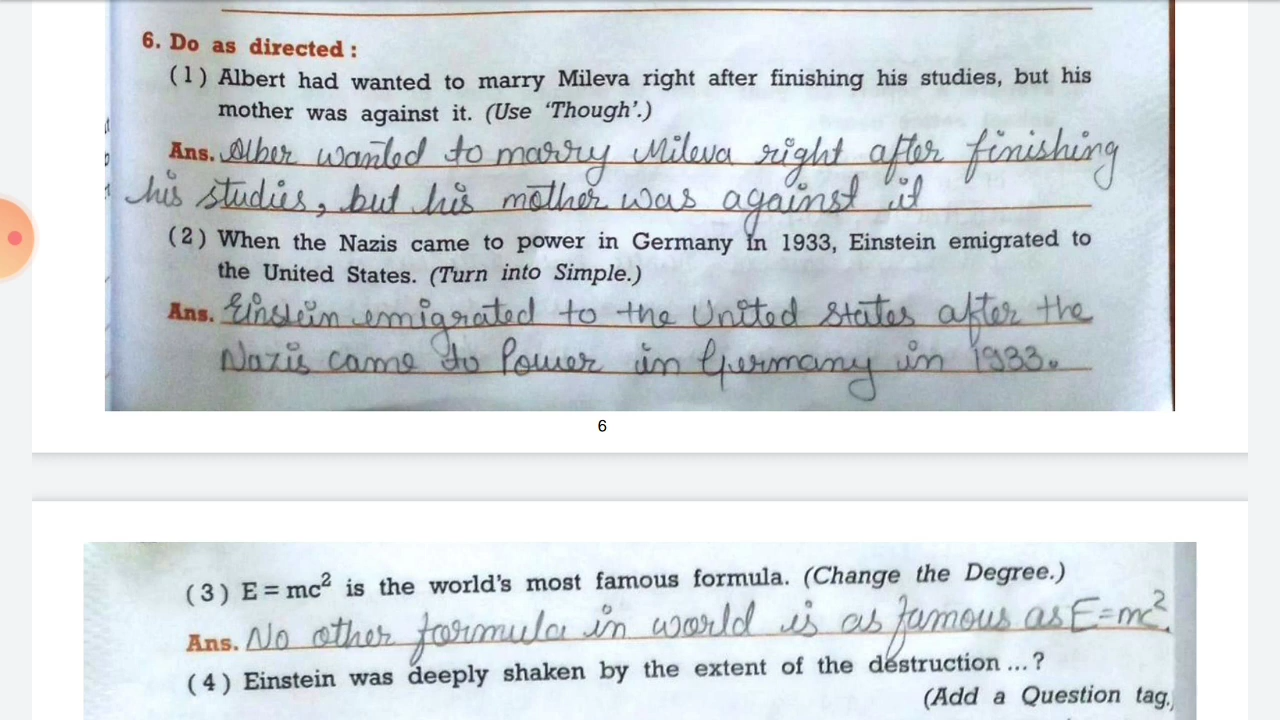 6. Do as directed :
(1) Albert had wanted to marry Mileva right after finishing his studies, but his
mother was against it. (Use ‘Though’.)
Ans. Alber wanted to marry Mileva right after finishing
his studies, but his mother was against it
(2) When the Nazis came to power in Germany in 1933, Einstein emigrated to
the United States. (Turn into Simple.)
Ans. Einstein emigrated to the United States after the
Nazis came to Power in Germany in 1933.
6
(3) E = mc² is the world's most famous formula. (Change the Degree.)
Ans. No other formula in world is as famous as E=mc².
(4) Einstein was deeply shaken by the extent of the destruction ... ?
(Add a Question tag.)